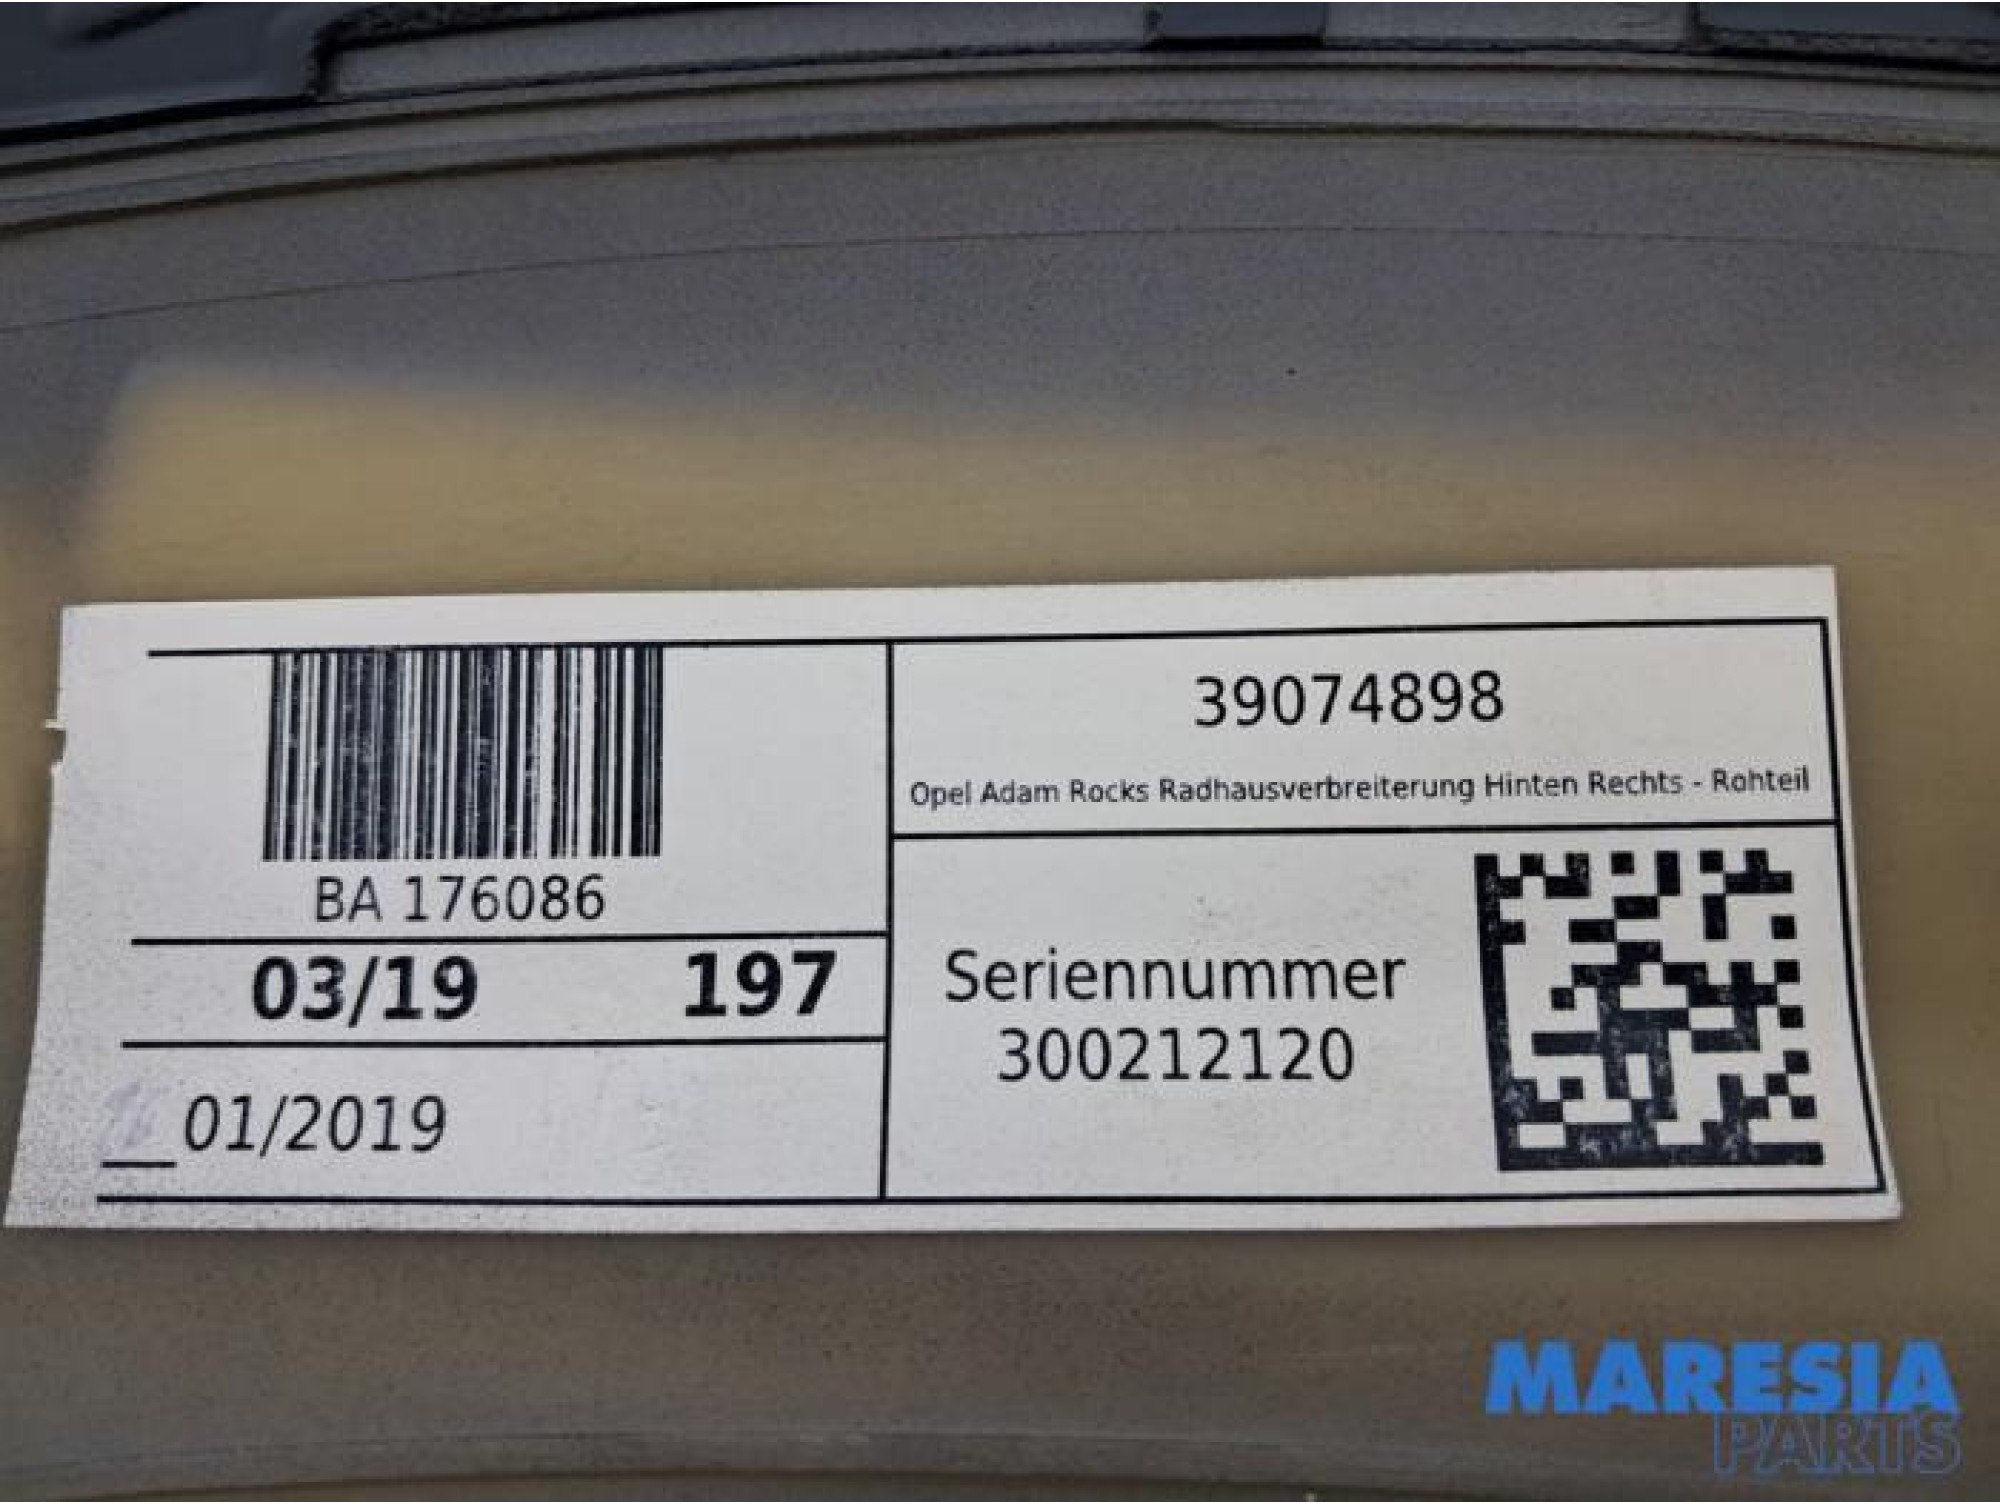 39074898
Opel Adam Rocks Radhausverbreiterung Hinten Rechts - Rohteil
BA 176086
03/19 197
Seriennummer
300212120
01/2019
MARESIA
PARTS